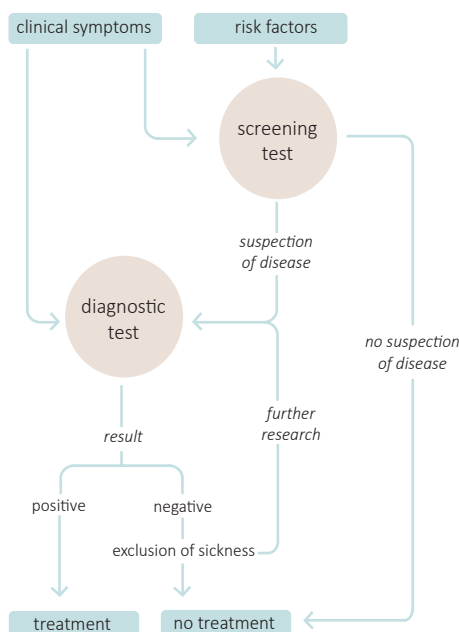 clinical symptoms
risk factors
screening
test
suspection
of disease
diagnostic
test
no suspection
of disease
further
research
result
positive
negative
exclusion of sickness
treatment
no treatment